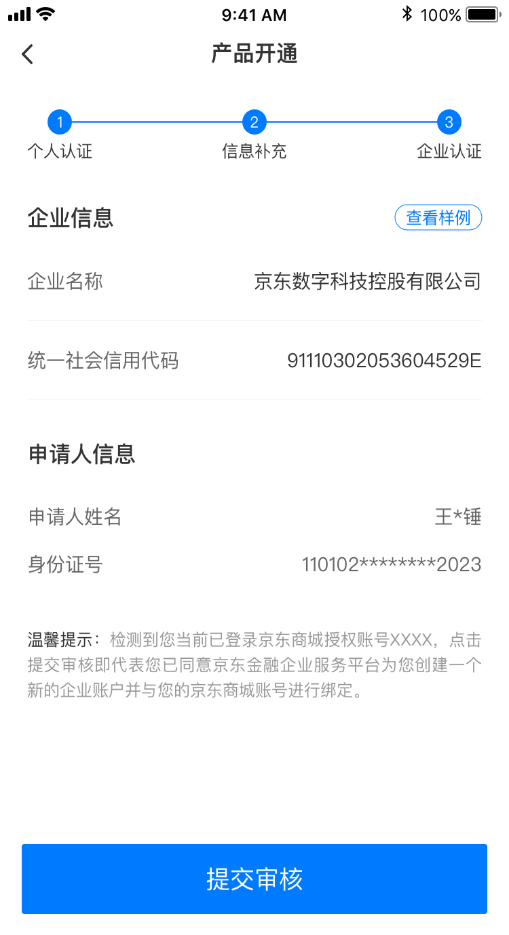 9:41 AM 100%
产品开通
1 2 3
个人认证 信息补充 企业认证
企业信息 查看样例
企业名称 京东数字科技控股有限公司
统一社会信用代码 91110302053604529E
申请人信息
申请人姓名 王*锤
身份证号 110102********2023
温馨提示：检测到您当前已登录京东商城授权账号XXXX，点击
提交审核即代表您已同意京东金融企业服务平台为您创建一个
新的企业账户并与您的京东商城账号进行绑定。
提交审核